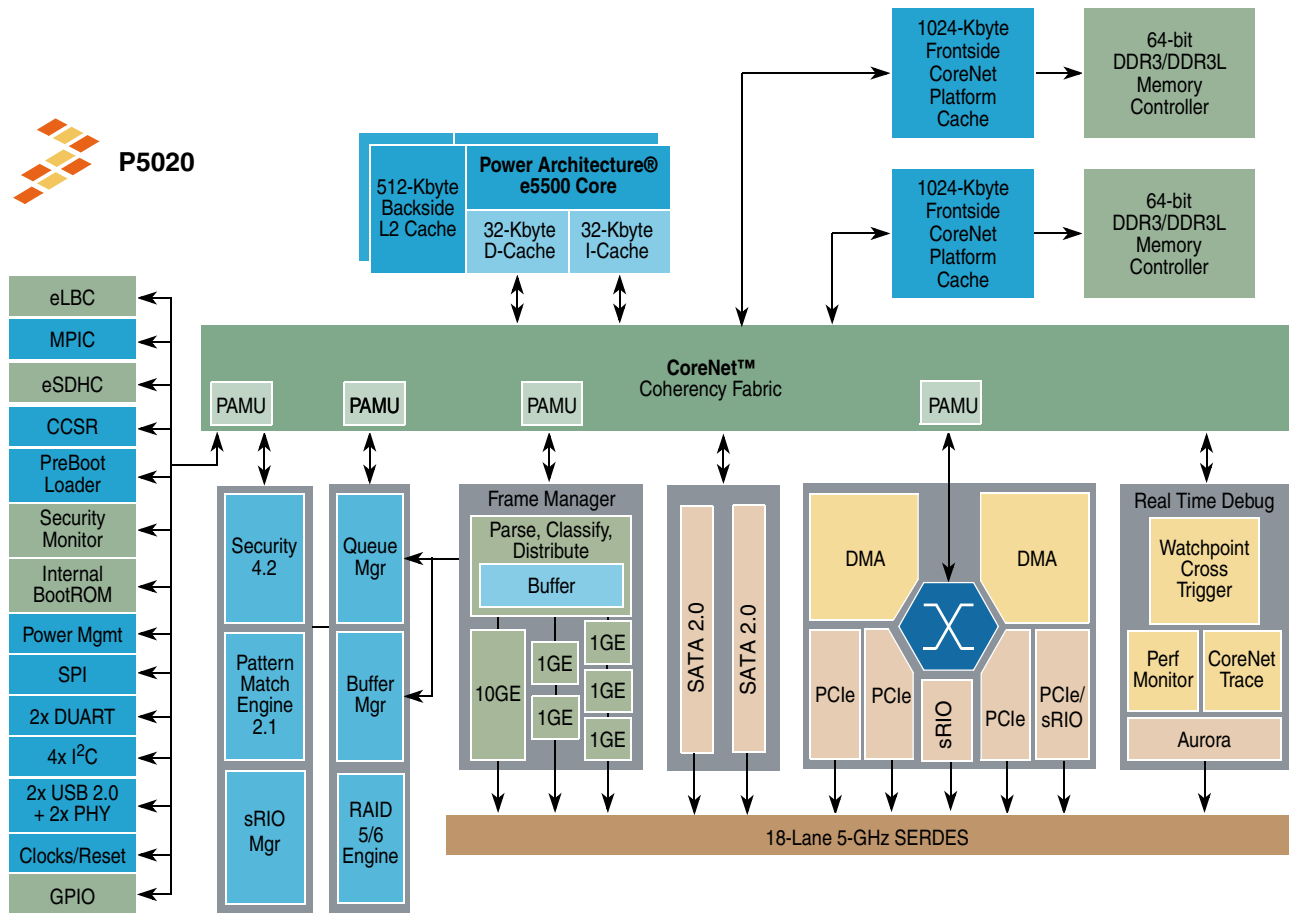 P5020
512-Kbyte
Backside
L2 Cache
Power Architecture®
e5500 Core
32-Kbyte
D-Cache
32-Kbyte
I-Cache
1024-Kbyte
Frontside
CoreNet
Platform
Cache
64-bit
DDR3/DDR3L
Memory
Controller
1024-Kbyte
Frontside
CoreNet
Platform
Cache
64-bit
DDR3/DDR3L
Memory
Controller
eLBC
MPIC
eSDHC
CCSR
PreBoot
Loader
Security
Monitor
Internal
BootROM
Power Mgmt
SPI
2x DUART
4x I²C
2x USB 2.0
+ 2x PHY
Clocks/Reset
GPIO
CoreNet™
Coherency Fabric
PAMU
PAMU
PAMU
PAMU
Security
4.2
Pattern
Match
Engine
2.1
sRIO
Mgr
Queue
Mgr
Buffer
Mgr
RAID
5/6
Engine
Frame Manager
Parse, Classify,
Distribute
Buffer
10GE
1GE
1GE
1GE
1GE
1GE
SATA 2.0
SATA 2.0
DMA
DMA
PCIe
PCIe
sRIO
PCIe
PCIe/
sRIO
Real Time Debug
Watchpoint
Cross
Trigger
Perf
Monitor
CoreNet
Trace
Aurora
18-Lane 5-GHz SERDES